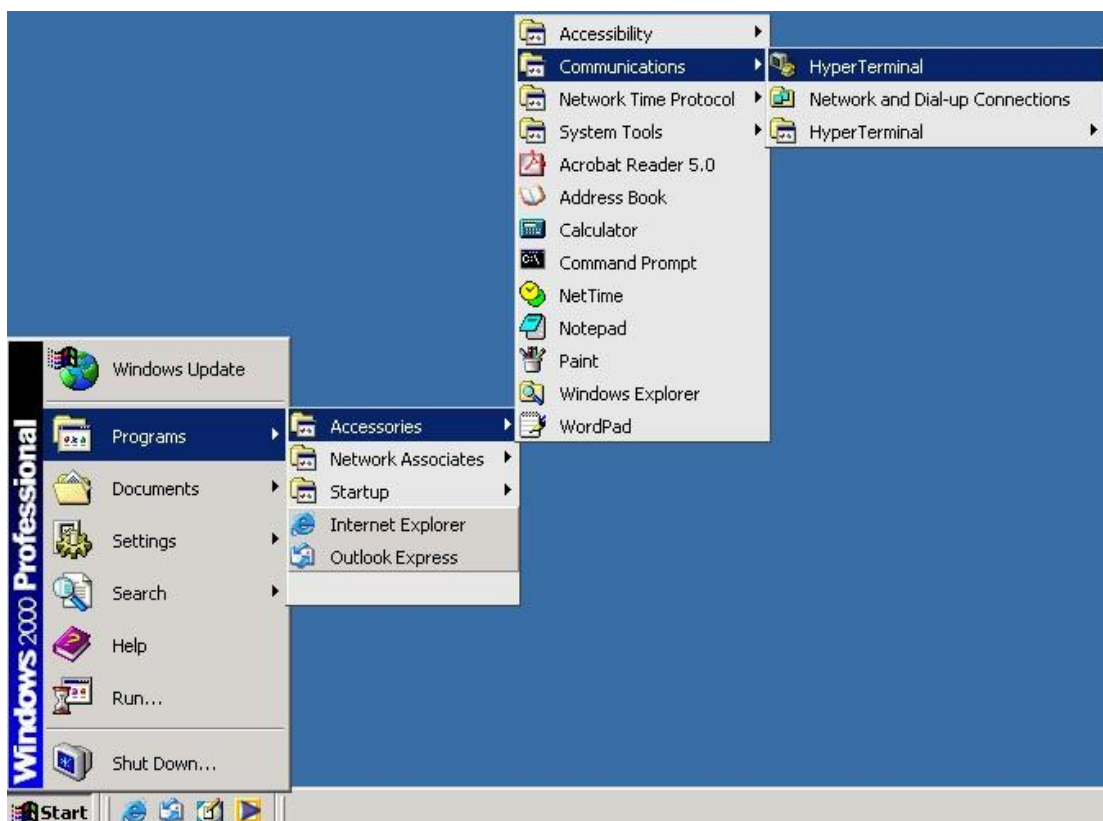 Accessibility
Communications
Network Time Protocol
System Tools
Acrobat Reader 5.0
Address Book
Calculator
Command Prompt
NetTime
Notepad
Paint
Windows Explorer
WordPad
HyperTerminal
Network and Dial-up Connections
HyperTerminal
Windows Update
Programs
Documents
Settings
Search
Help
Run...
Shut Down...
Accessories
Network Associates
Startup
Internet Explorer
Outlook Express
Windows 2000 Professional
Start